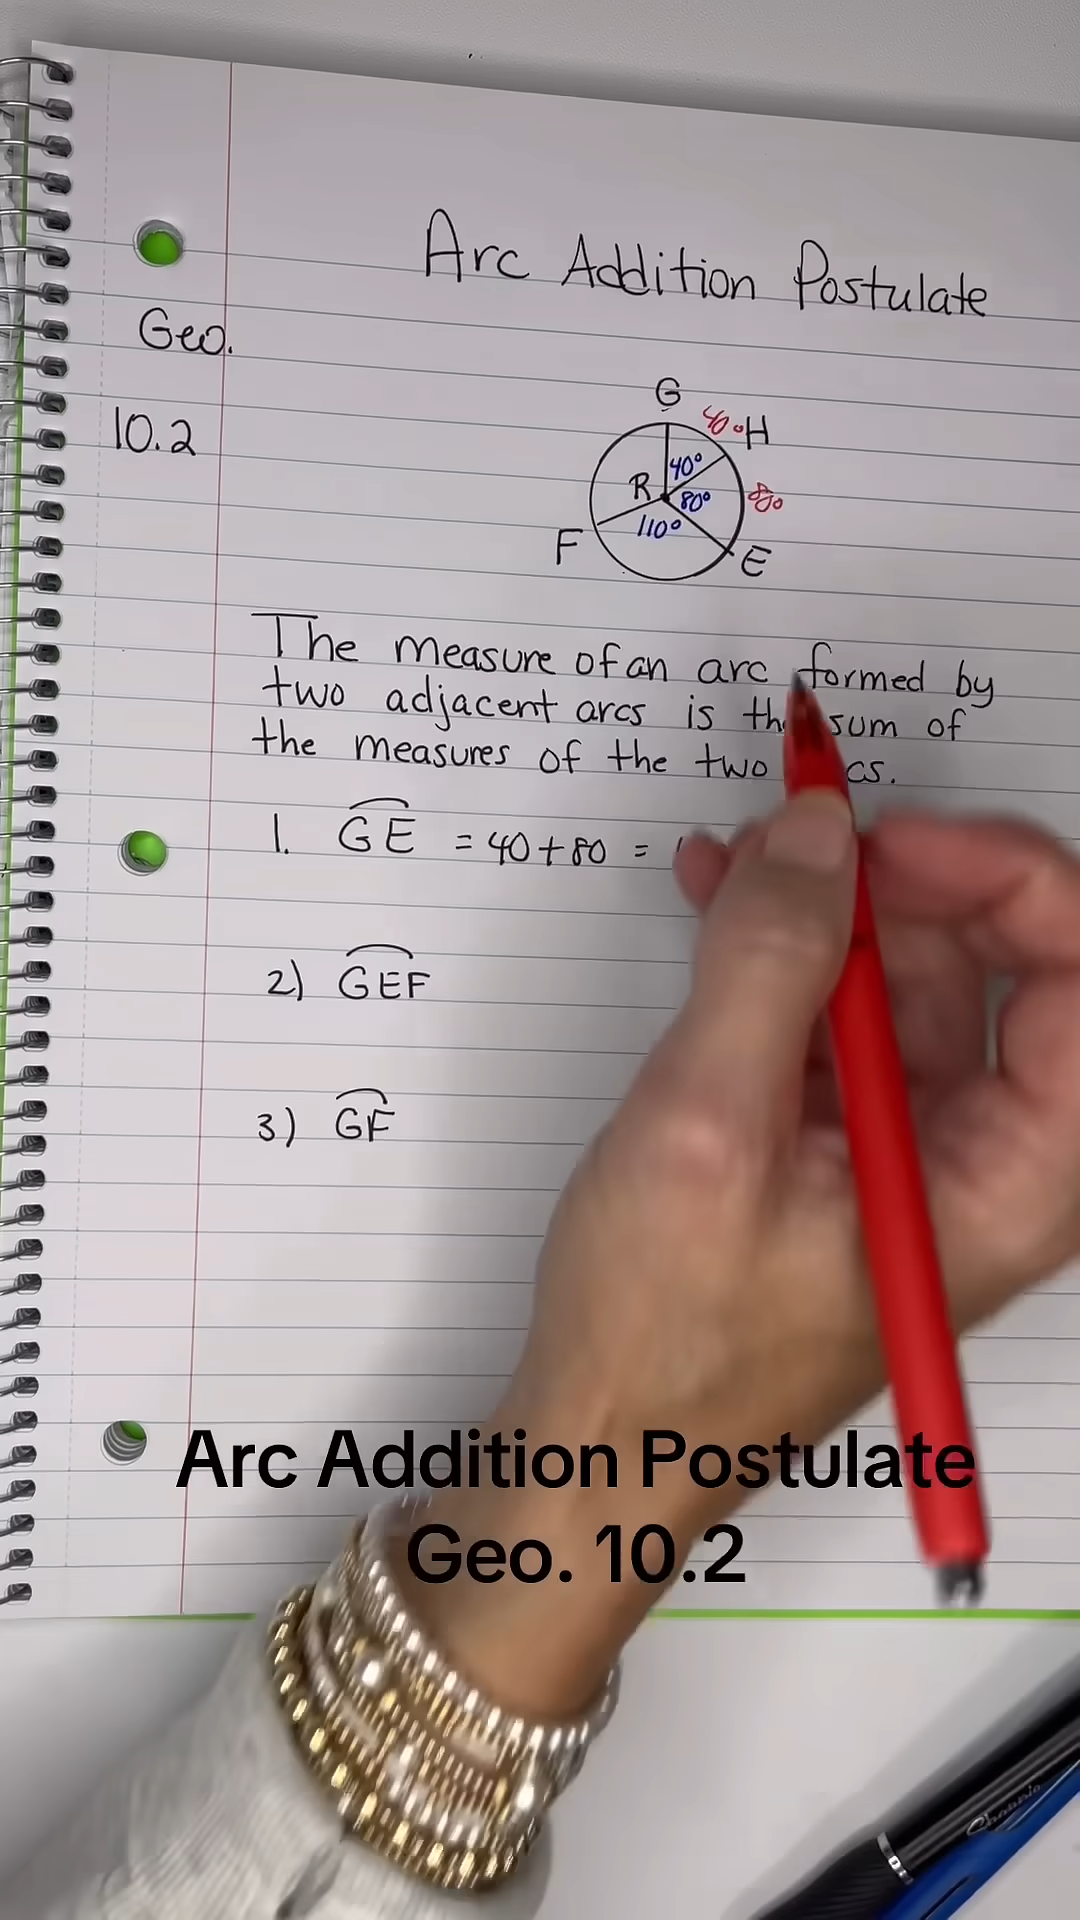 Arc Addition Postulate
Geo.
10.2
G
40° H
40°
R 80° 80
110°
F
E
The measure of an arc formed by
two adjacent arcs is the sum of
the measures of the two
1. GE = 40+80 =
2) GEF
3) GF
Arc Addition Postulate
Geo. 10.2